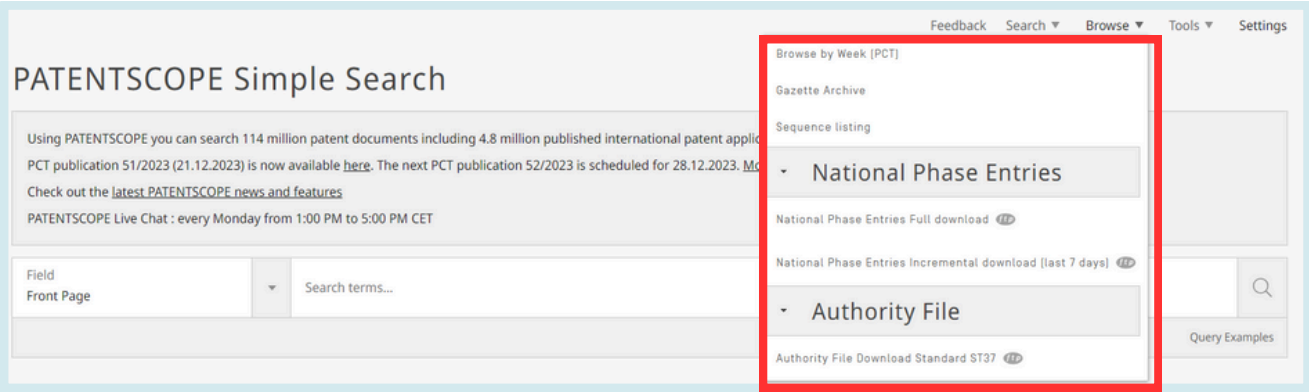 Feedback Search Browse Tools Settings
PATENTSCOPE Simple Search
Using PATENTSCOPE you can search 114 million patent documents including 4.8 million published international patent applic
PCT publication 51/2023 (21.12.2023) is now available here. The next PCT publication 52/2023 is scheduled for 28.12.2023. Mo
Check out the latest PATENTSCOPE news and features
PATENTSCOPE Live Chat : every Monday from 1:00 PM to 5:00 PM CET
Field
Front Page
Search terms...
Query Examples
Browse by Week (PCT)
Gazette Archive
Sequence listing
National Phase Entries
National Phase Entries Full download
National Phase Entries Incremental download (last 7 days)
Authority File
Authority File Download Standard ST37